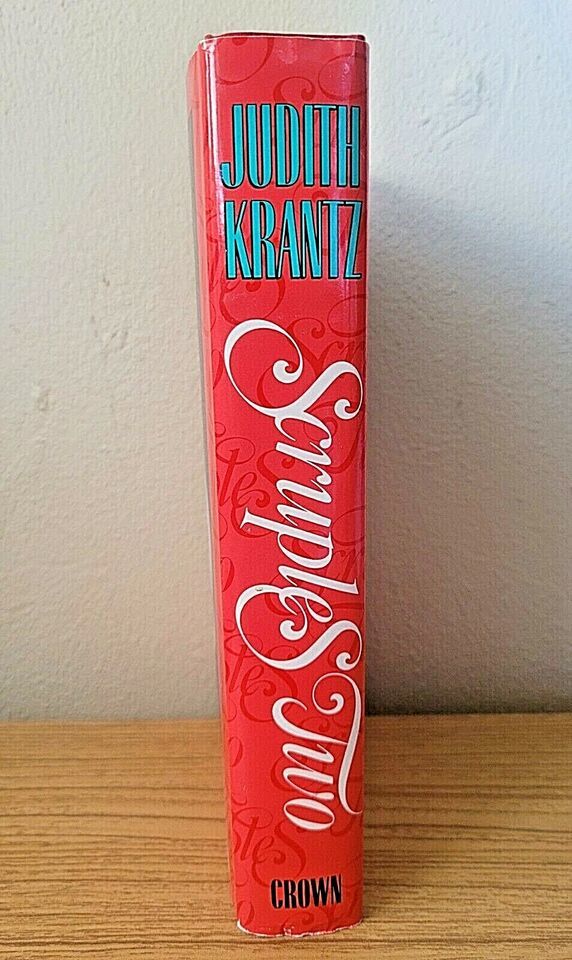 JUDITH
KRANTZ
Scruples Two
CROWN